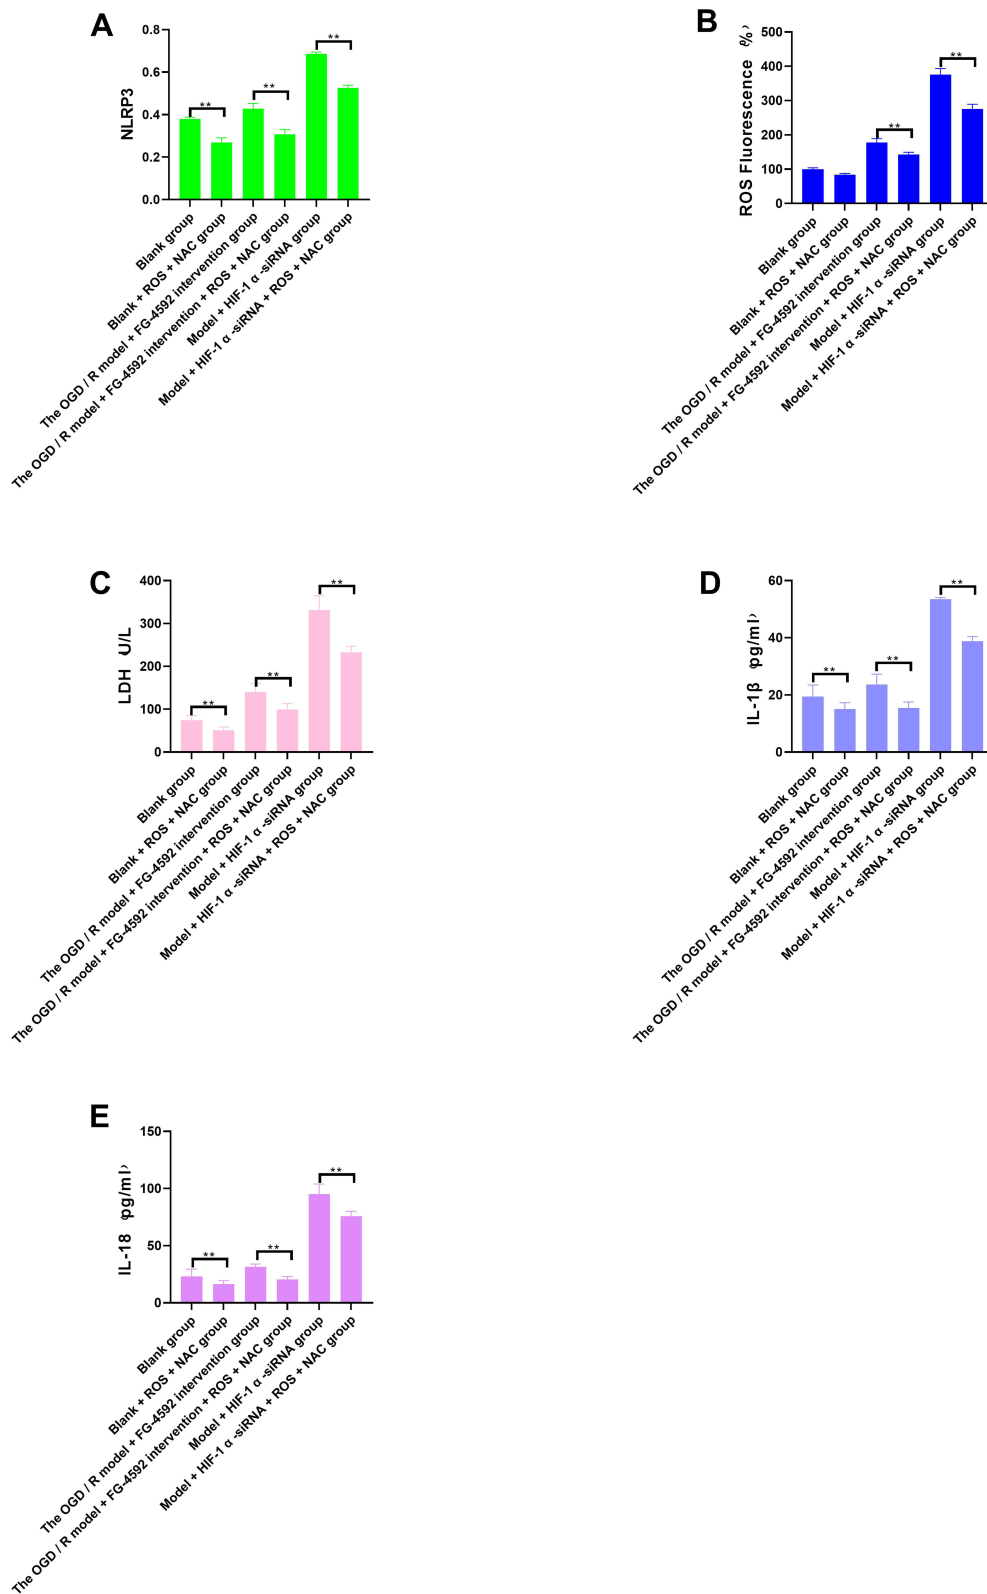 A
NLRP3
0.8
0.6
0.4
0.2
0.0
**
**
**
Blank group
Blank + ROS + NAC group
The OGD / R model + FG-4592 intervention group
The OGD / R model + FG-4592 intervention + ROS + NAC group
Model + HIF-1 α -siRNA group
Model + HIF-1 α -siRNA + ROS + NAC group
B
ROS Fluorescence (%)
500
400
300
200
100
0
**
**
Blank group
Blank + ROS + NAC group
The OGD / R model + FG-4592 intervention group
The OGD / R model + FG-4592 intervention + ROS + NAC group
Model + HIF-1 α -siRNA group
Model + HIF-1 α -siRNA + ROS + NAC group
C
LDH U/L
400
300
200
100
0
**
**
**
Blank group
Blank + ROS + NAC group
The OGD / R model + FG-4592 intervention group
The OGD / R model + FG-4592 intervention + ROS + NAC group
Model + HIF-1 α -siRNA group
Model + HIF-1 α -siRNA + ROS + NAC group
D
IL-1β (pg/ml)
60
40
20
0
**
**
**
Blank group
Blank + ROS + NAC group
The OGD / R model + FG-4592 intervention group
The OGD / R model + FG-4592 intervention + ROS + NAC group
Model + HIF-1 α -siRNA group
Model + HIF-1 α -siRNA + ROS + NAC group
E
IL-18 (pg/ml)
150
100
50
0
**
**
**
Blank group
Blank + ROS + NAC group
The OGD / R model + FG-4592 intervention group
The OGD / R model + FG-4592 intervention + ROS + NAC group
Model + HIF-1 α -siRNA group
Model + HIF-1 α -siRNA + ROS + NAC group